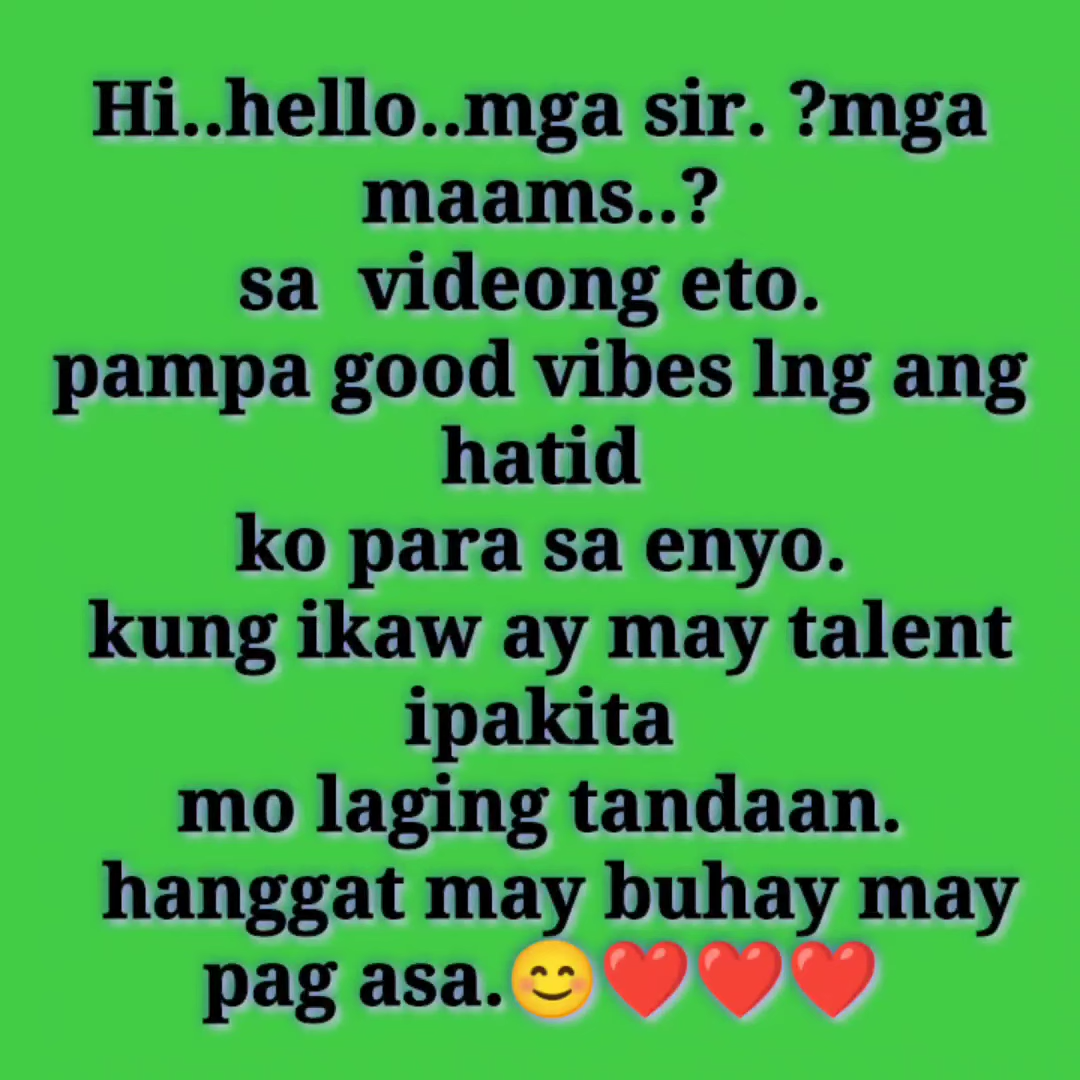 Hi..hello..mga sir. ?mga
maams..?
sa videong eto.
pampa good vibes lng ang
hatid
ko para sa enyo.
kung ikaw ay may talent
ipakita
mo laging tandaan.
hanggat may buhay may
pag asa.😊❤️❤️❤️